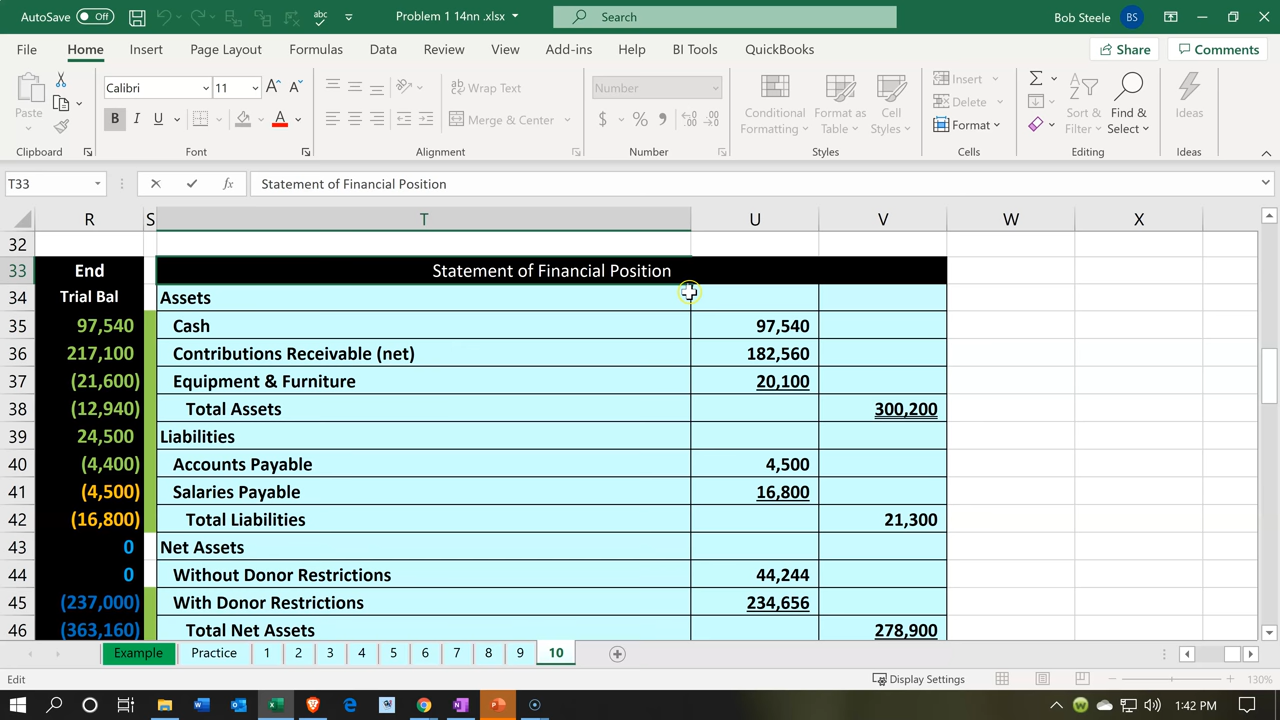 AutoSave Off abc Problem 1 14nn .xlsx Search Bob Steele BS
File Home Insert Page Layout Formulas Data Review View Add-ins Help BI Tools QuickBooks Share Comments
Paste Calibri 11 A A ab Wrap Text Number Conditional Formatting Format as Table Cell Styles Insert Delete Format Sort & Filter Find & Select Ideas
B I U A Merge & Center $ % ,
Clipboard Font Alignment Number Styles Cells Editing Ideas
T33 fx Statement of Financial Position
R S T U V W X
32
33 End Statement of Financial Position
34 Trial Bal Assets
35 97,540 Cash 97,540
36 217,100 Contributions Receivable (net) 182,560
37 (21,600) Equipment & Furniture 20,100
38 (12,940) Total Assets 300,200
39 24,500 Liabilities
40 (4,400) Accounts Payable 4,500
41 (4,500) Salaries Payable 16,800
42 (16,800) Total Liabilities 21,300
43 0 Net Assets
44 0 Without Donor Restrictions 44,244
45 (237,000) With Donor Restrictions 234,656
46 (363,160) Total Net Assets 278,900
Example Practice 1 2 3 4 5 6 7 8 9 10
Edit Display Settings 130%
1:42 PM